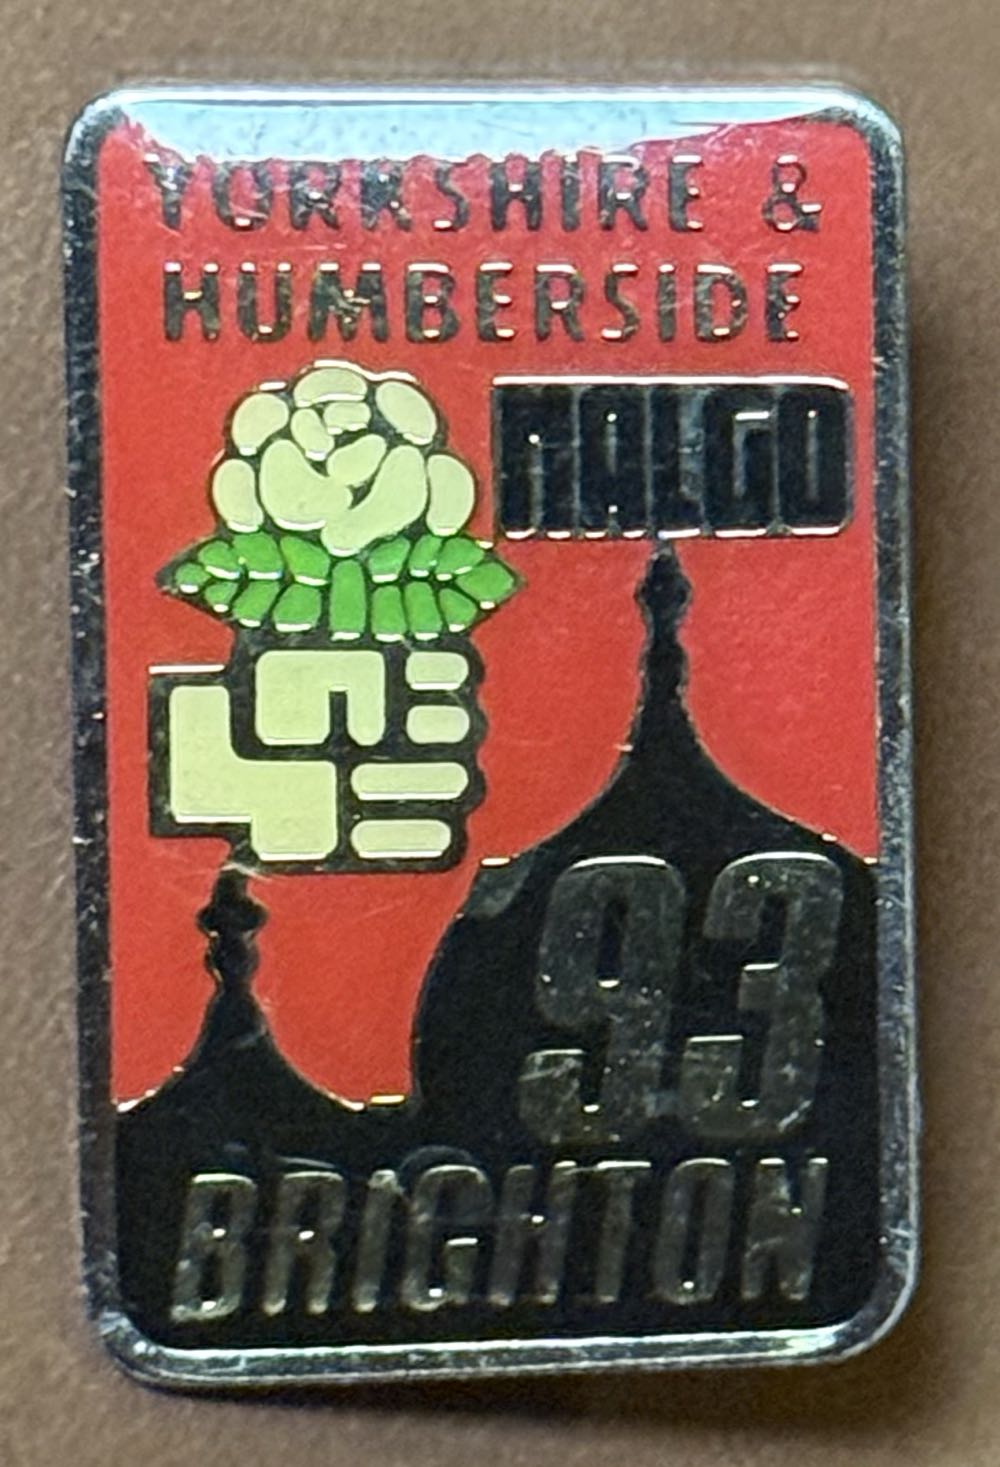 YORKSHIRE &
HUMBERSIDE
NALGO
93
BRIGHTON